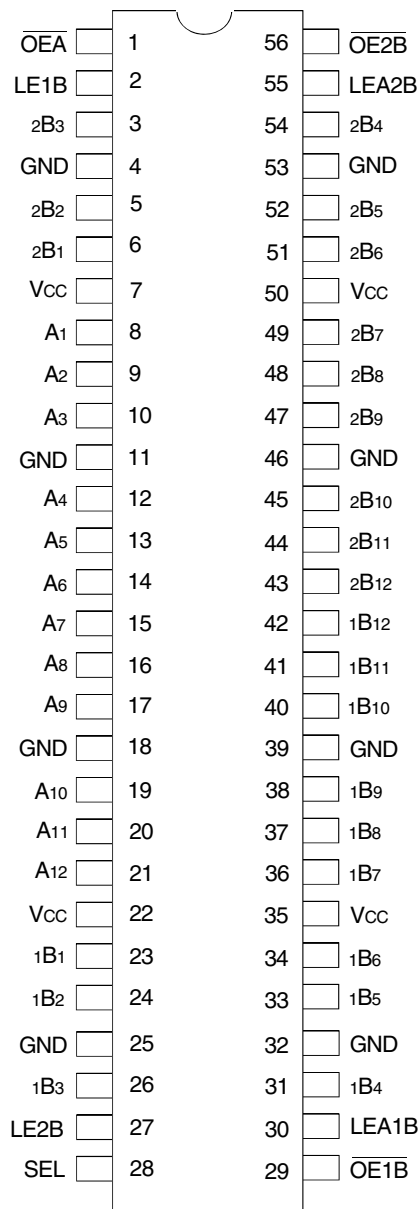 OEA 1 56 OE2B
LE1B 2 55 LEA2B
2B3 3 54 2B4
GND 4 53 GND
2B2 5 52 2B5
2B1 6 51 2B6
VCC 7 50 VCC
A1 8 49 2B7
A2 9 48 2B8
A3 10 47 2B9
GND 11 46 GND
A4 12 45 2B10
A5 13 44 2B11
A6 14 43 2B12
A7 15 42 1B12
A8 16 41 1B11
A9 17 40 1B10
GND 18 39 GND
A10 19 38 1B9
A11 20 37 1B8
A12 21 36 1B7
VCC 22 35 VCC
1B1 23 34 1B6
1B2 24 33 1B5
GND 25 32 GND
1B3 26 31 1B4
LE2B 27 30 LEA1B
SEL 28 29 OE1B